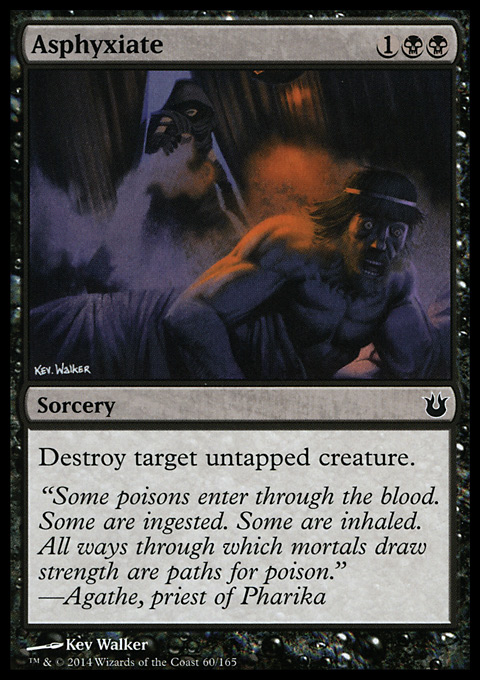 Asphyxiate 1
KEV. WALKER
Sorcery
Destroy target untapped creature.
“Some poisons enter through the blood.
Some are ingested. Some are inhaled.
All ways through which mortals draw
strength are paths for poison.”
—Agathe, priest of Pharika
Kev Walker
™ & © 2014 Wizards of the Coast 60/165